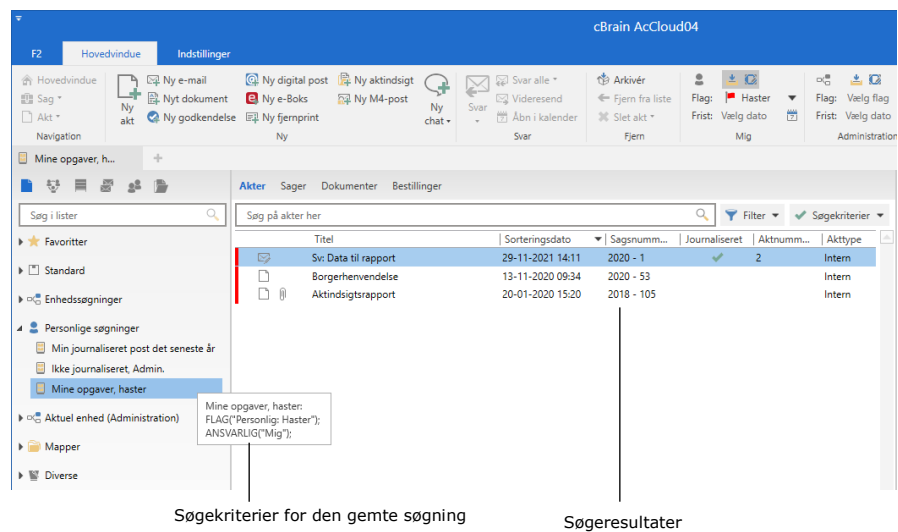 cBrain AcCloud04
F2 Hovedvindue Indstillinger
Hovedvindue
Sag
Akt
Navigation
Ny akt
Ny e-mail
Nyt dokument
Ny godkendelse
Ny digital post
Ny e-Boks
Ny fjernprint
Ny aktindsigt
Ny M4-post
Ny chat
Ny
Svar
Svar alle
Videresend
Åbn i kalender
Svar
Arkivér
Fjern fra liste
Slet akt
Fjern
Flag: Haster
Frist: Vælg dato
Mig
Flag: Vælg flag
Frist: Vælg dato
Administration
Mine opgaver, h... +
Akter Sager Dokumenter Bestillinger
Søg i lister
Søg på akter her
Filter
Søgekriterier
Favoritter
Standard
Enhedssøgninger
Personlige søgninger
Min journaliseret post det seneste år
Ikke journaliseret, Admin.
Mine opgaver, haster
Aktuel enhed (Administration)
Mapper
Diverse
Titel Sorteringsdato Sagsnumm... Journaliseret Aktnumm... Akttype
Sv: Data til rapport 29-11-2021 14:11 2020 - 1 2 Intern
Borgerhenvendelse 13-11-2020 09:34 2020 - 53 Intern
Aktindsigtsrapport 20-01-2020 15:20 2018 - 105 Intern
Mine opgaver, haster:
FLAG("Personlig: Haster");
ANSVARLIG("Mig");
Søgekriterier for den gemte søgning
Søgeresultater